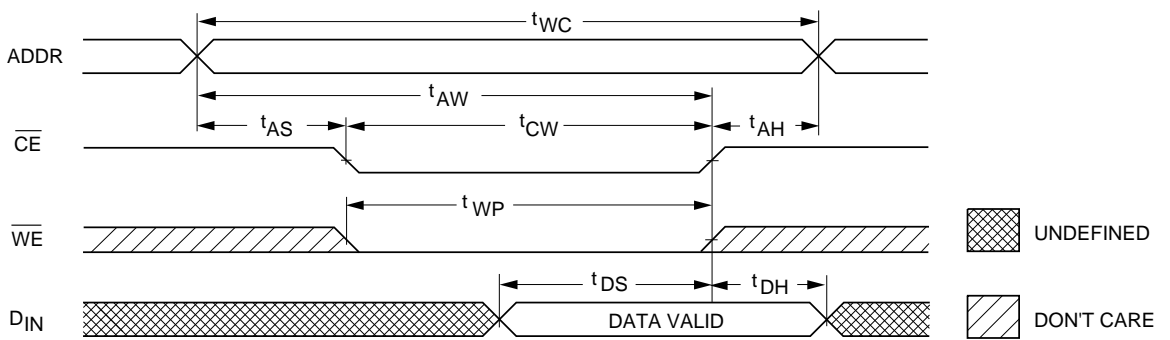 tWC
ADDR
tAW
tAS
tCW
tAH
CE
tWP
WE
UNDEFINED
tDS
tDH
DIN
DATA VALID
DON'T CARE